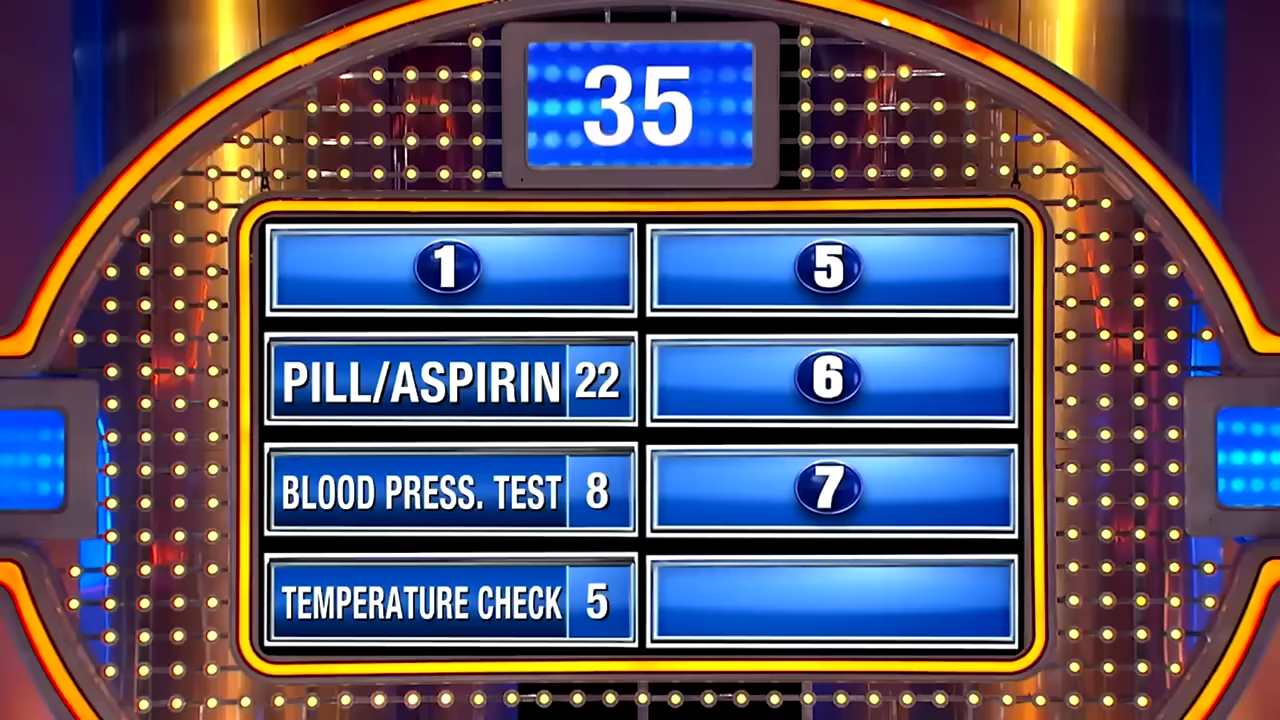 35
1
5
PILL/ASPIRIN 22
6
BLOOD PRESS. TEST 8
7
TEMPERATURE CHECK 5